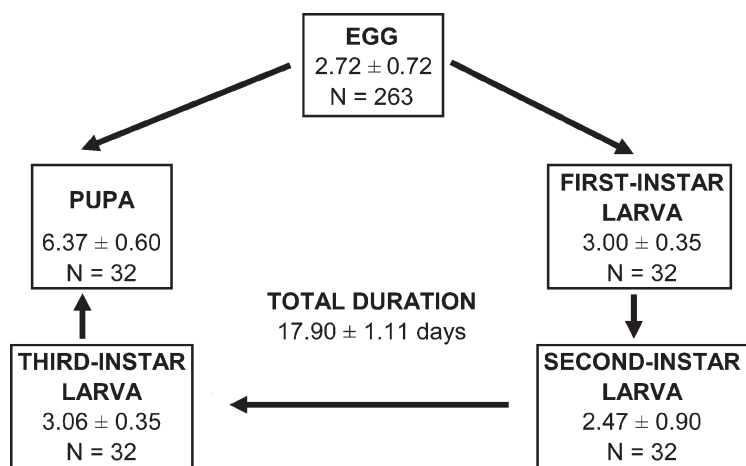 EGG
2.72 ± 0.72
N = 263
PUPA
6.37 ± 0.60
N = 32
FIRST-INSTAR
LARVA
3.00 ± 0.35
N = 32
TOTAL DURATION
17.90 ± 1.11 days
THIRD-INSTAR
LARVA
3.06 ± 0.35
N = 32
SECOND-INSTAR
LARVA
2.47 ± 0.90
N = 32